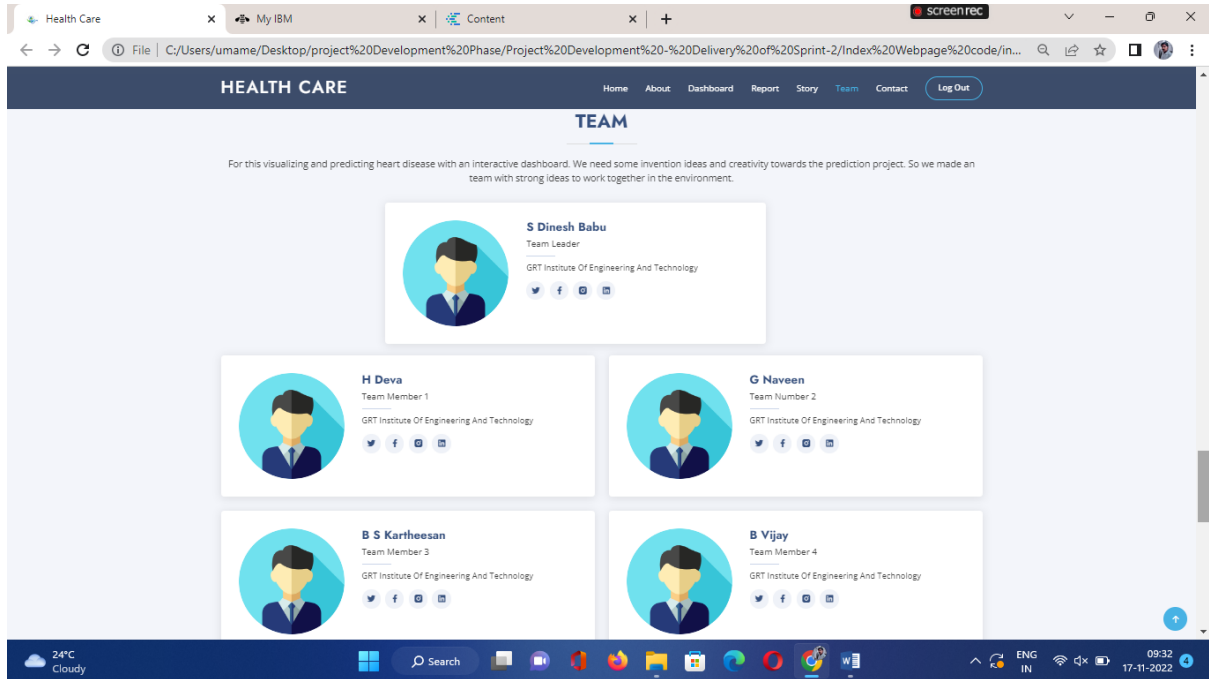 Health Care
My IBM
Content
screenrec
File C:/Users/umame/Desktop/project%20Development%20Phase/Project%20Development%20-%20Delivery%20of%20Sprint-2/Index%20Webpage%20code/in...
HEALTH CARE
Home About Dashboard Report Story Team Contact Log Out
TEAM
For this visualizing and predicting heart disease with an interactive dashboard. We need some invention ideas and creativity towards the prediction project. So we made an
team with strong ideas to work together in the environment.
S Dinesh Babu
Team Leader
GRT Institute Of Engineering And Technology
H Deva
Team Member 1
GRT Institute Of Engineering And Technology
G Naveen
Team Number 2
GRT Institute Of Engineering And Technology
B S Kartheesan
Team Member 3
GRT Institute Of Engineering And Technology
B Vijay
Team Member 4
GRT Institute Of Engineering And Technology
24°C
Cloudy
Search
ENG
IN
09:32
17-11-2022
4